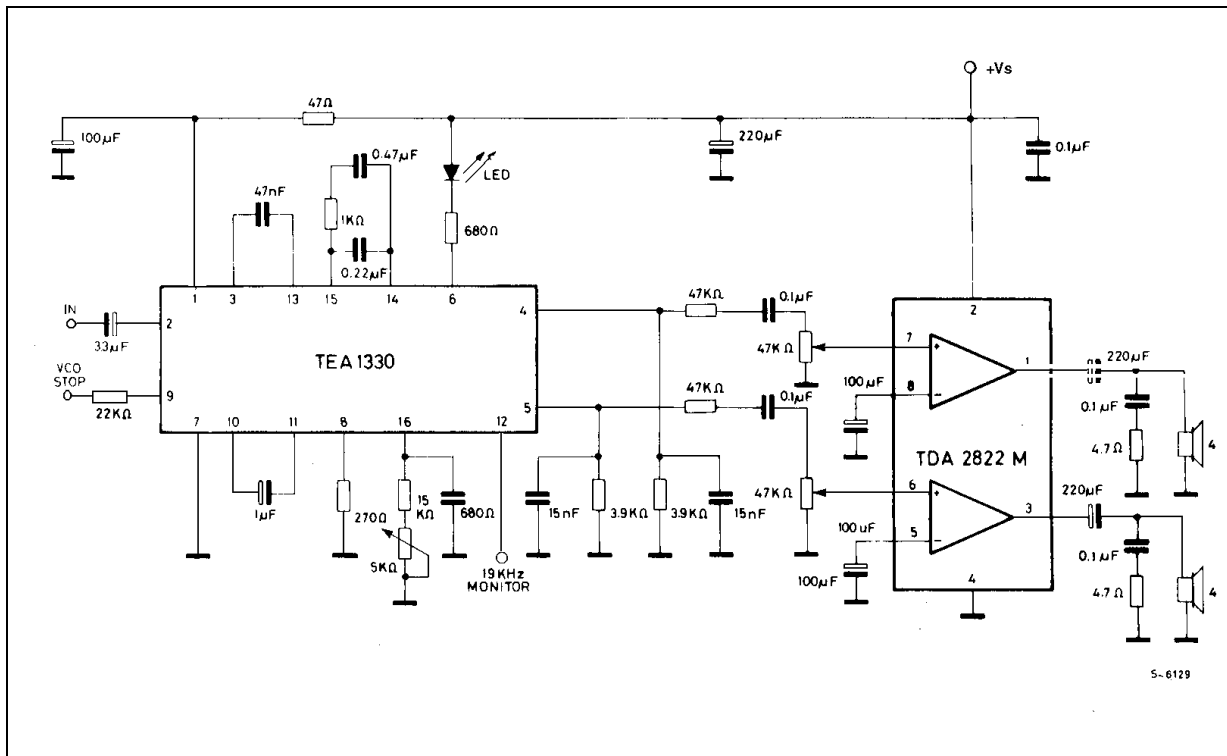 +Vs
47Ω
100µF
220µF
0.1µF
0.47µF
LED
47nF
1KΩ
680Ω
0.22µF
1
3
13
15
14
6
IN
33µF
2
TEA1330
VCO
STOP
22KΩ
9
7
10
11
8
16
12
4
5
1µF
270Ω
15
KΩ
5KΩ
680Ω
19KHz
MONITOR
15nF
3.9KΩ
3.9KΩ
15nF
47KΩ
0.1µF
47KΩ
47KΩ
0.1µF
47KΩ
2
7
+
100µF
8
−
1
220µF
0.1µF
4.7Ω
4
TDA 2822 M
6
+
100uF
5
−
100µF
3
220µF
0.1µF
4.7Ω
4
4
S-6129